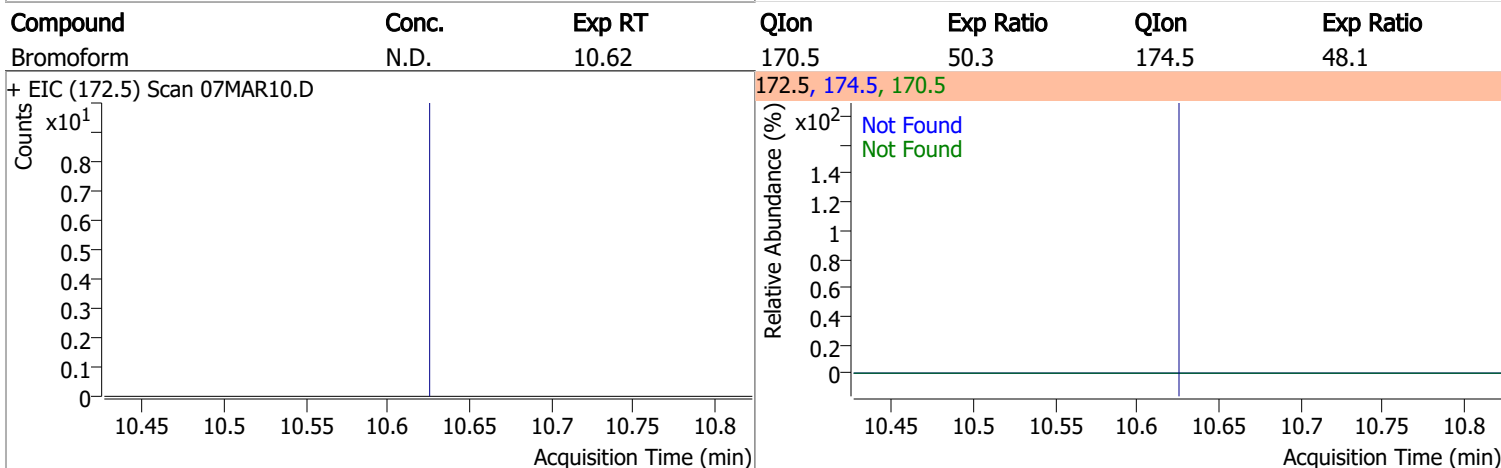 Compound Conc. Exp RT QIon Exp Ratio QIon Exp Ratio
Bromoform N.D. 10.62 170.5 50.3 174.5 48.1
+ EIC (172.5) Scan 07MAR10.D
172.5, 174.5, 170.5
Counts
x10¹
0.8
0.7
0.6
0.5
0.4
0.3
0.2
0.1
0
10.45 10.5 10.55 10.6 10.65 10.7 10.75 10.8
Acquisition Time (min)
Relative Abundance (%)
x10²
Not Found
Not Found
1.4
1.2
1
0.8
0.6
0.4
0.2
0
10.45 10.5 10.55 10.6 10.65 10.7 10.75 10.8
Acquisition Time (min)